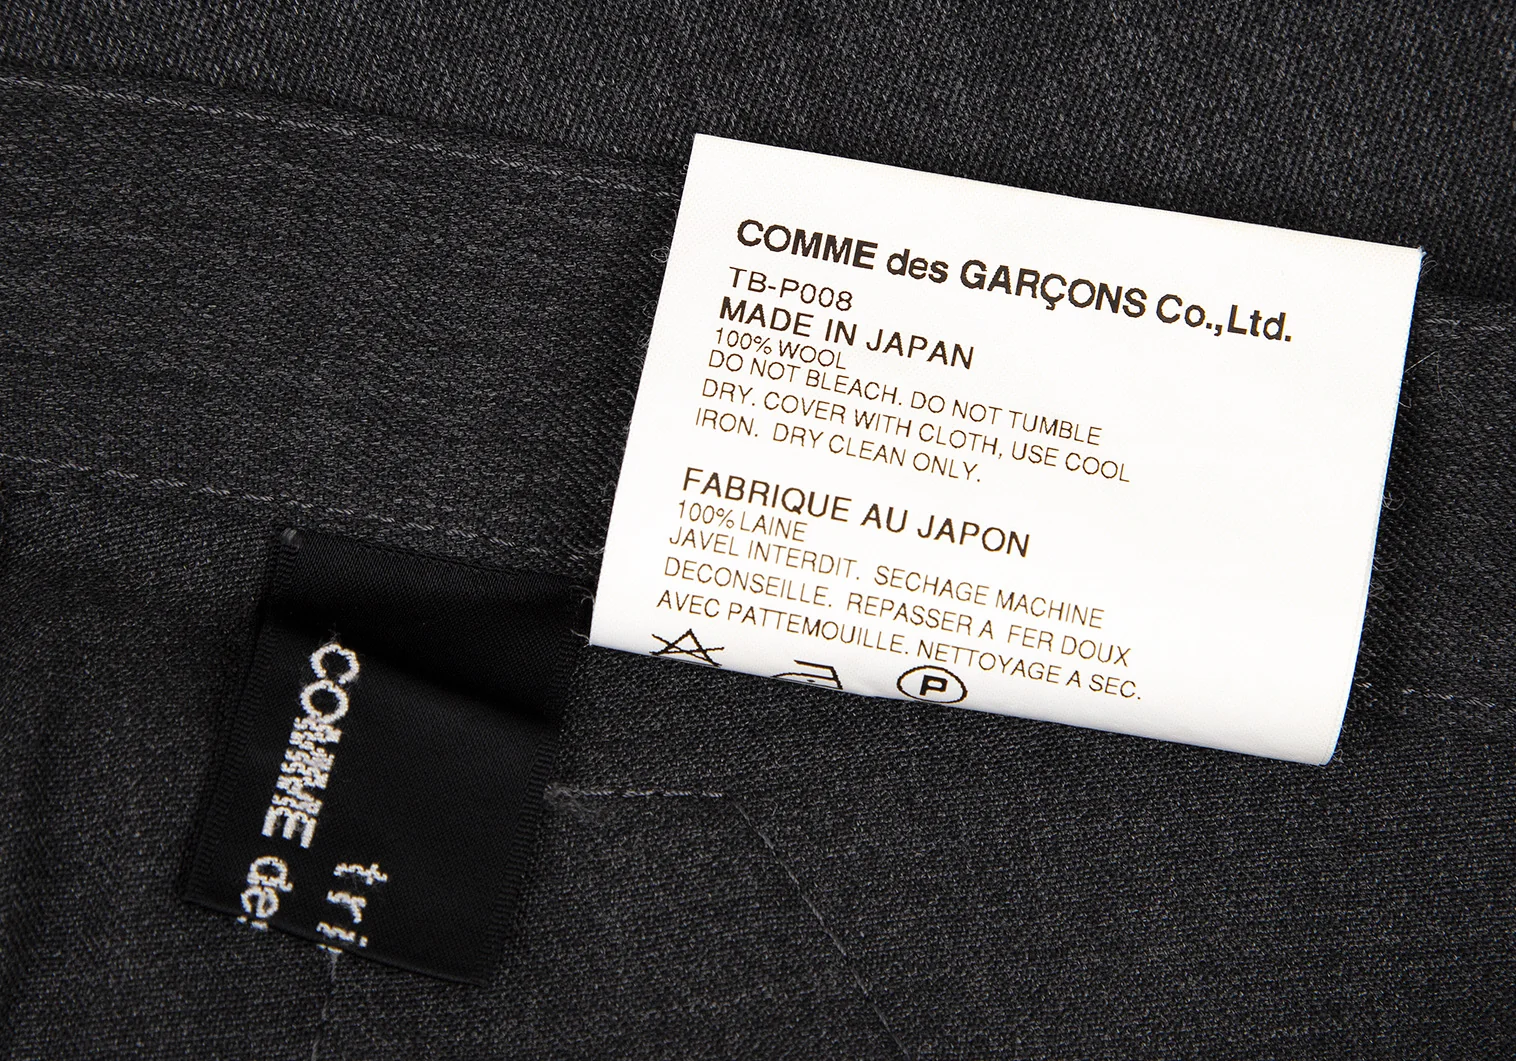 COMME des GARÇONS Co.,Ltd.
TB-P008
MADE IN JAPAN
100% WOOL
DO NOT BLEACH. DO NOT TUMBLE
DRY. COVER WITH CLOTH, USE COOL
IRON. DRY CLEAN ONLY.
FABRIQUE AU JAPON
100% LAINE
JAVEL INTERDIT. SECHAGE MACHINE
DECONSEILLE. REPASSER A FER DOUX
AVEC PATTEMOUILLE. NETTOYAGE A SEC.
P
tri
COMME des